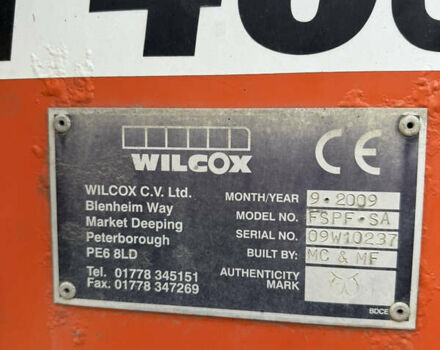 WILCOX
CE
WILCOX C.V. Ltd.
Blenheim Way
Market Deeping
Peterborough
PE6 8LD
Tel. 01778 345151
Fax. 01778 347269
MONTH/YEAR 9·2009
MODEL NO. FSPF·SA
SERIAL NO. 09W10237
BUILT BY: MC & MF
AUTHENTICITY
MARK
BDCE